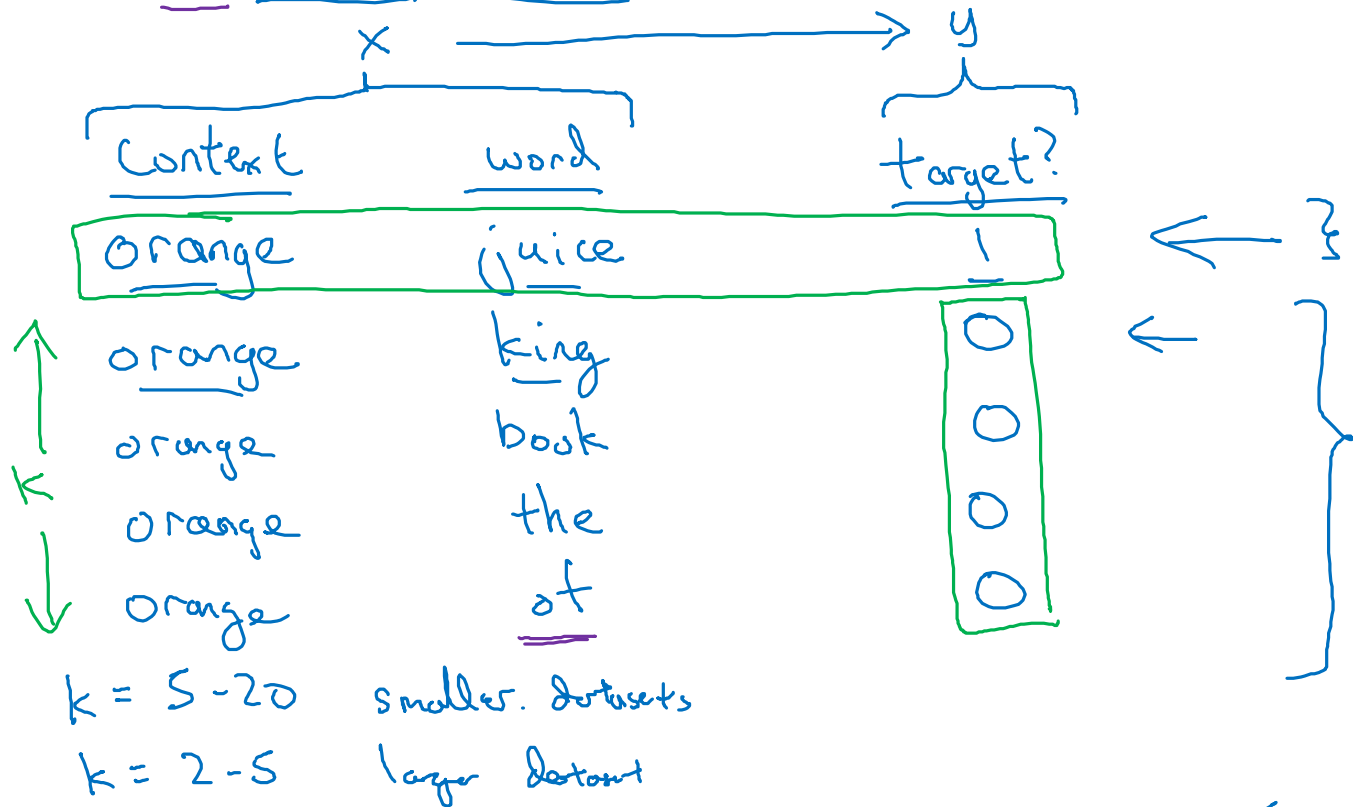 x → y
Context word target?
orange juice 1
orange king 0
orange book 0
K
orange the 0
orange of 0
k = 5-20 smaller. datasets
k = 2-5 larger dataset